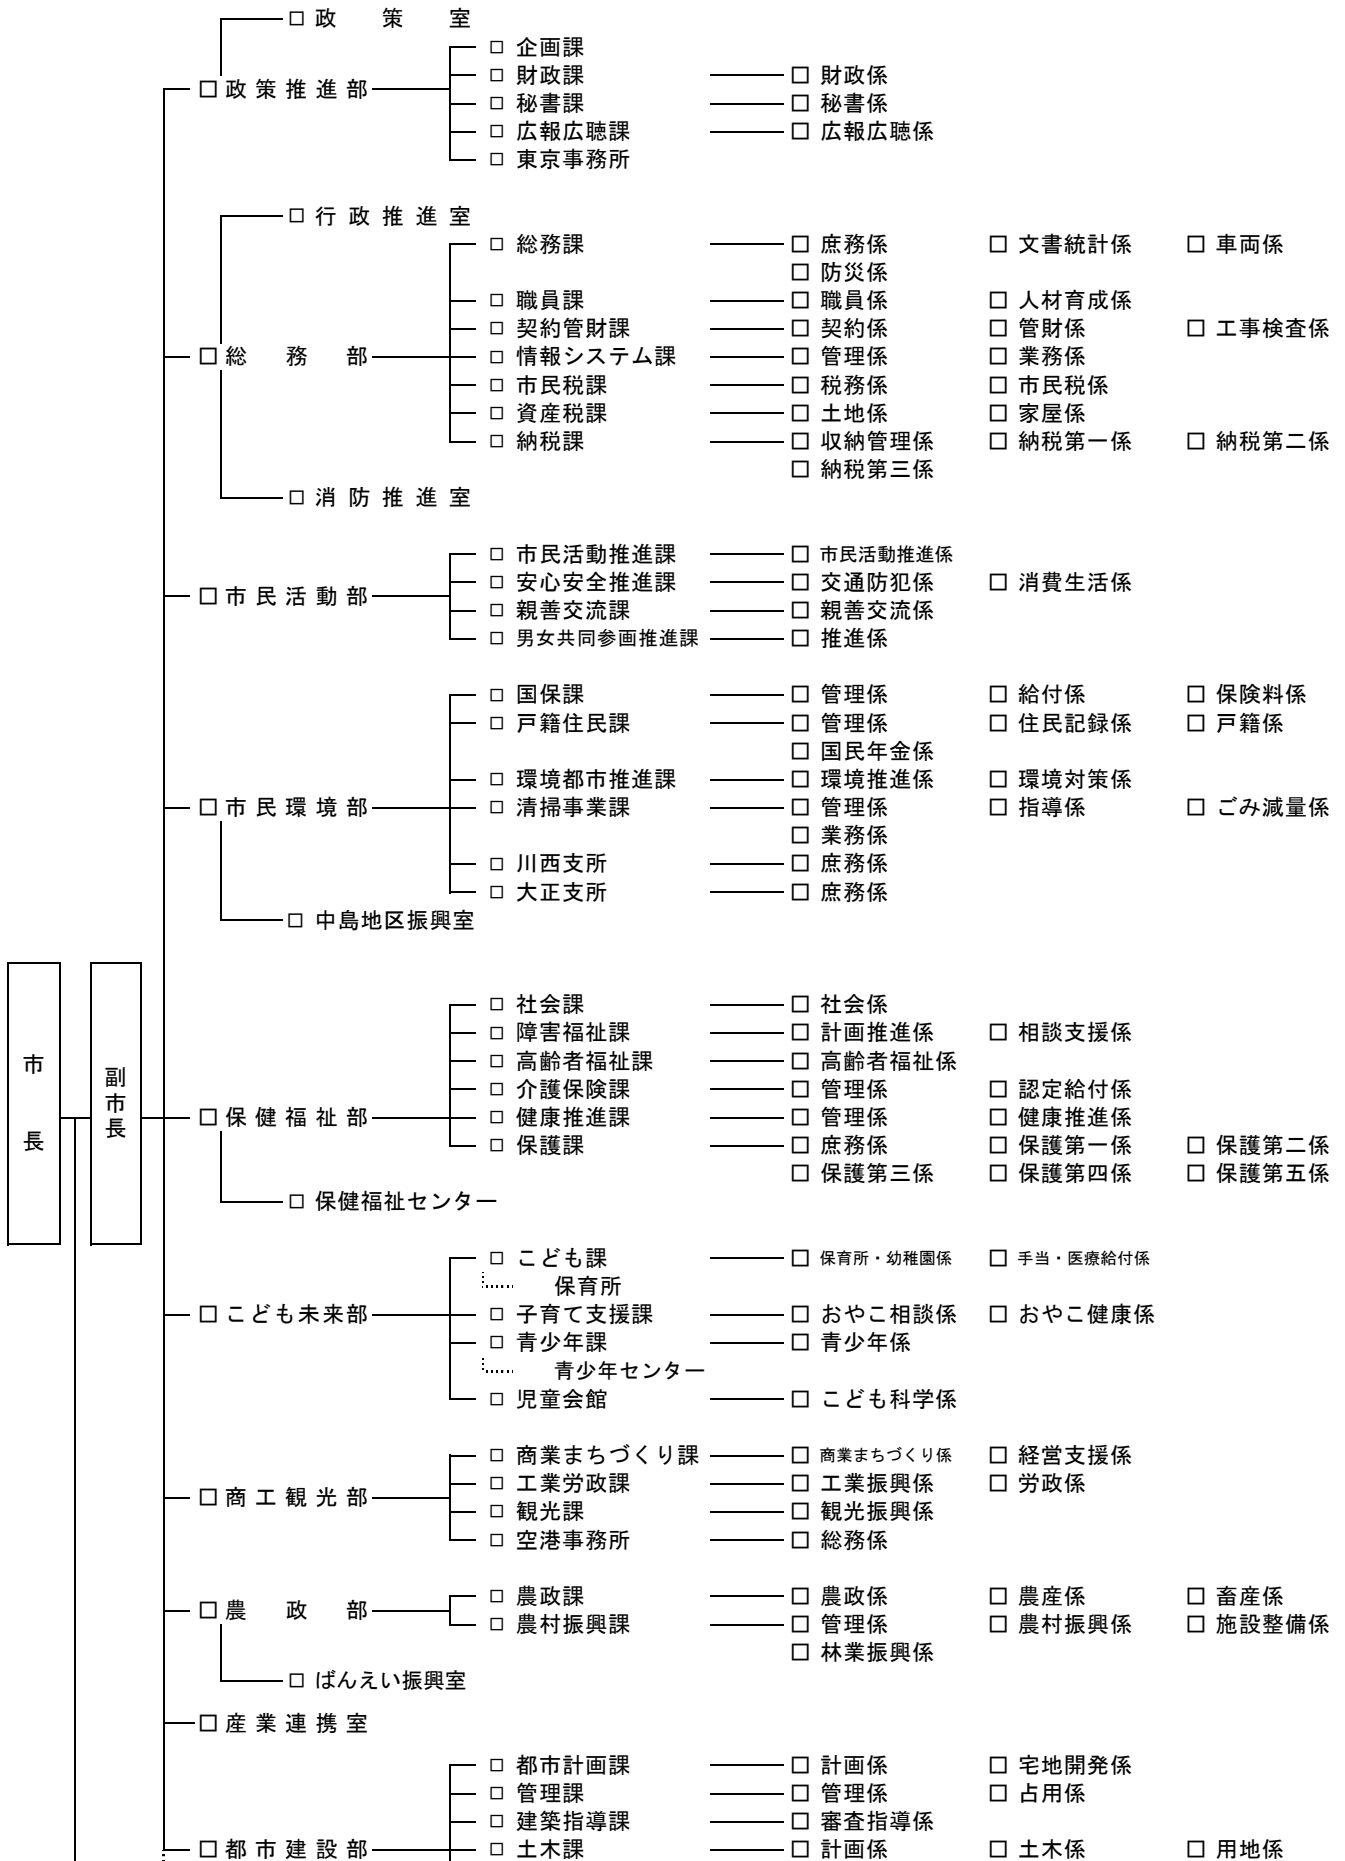 □ 政策室
□ 企画課
□ 財政課 □ 財政係
□ 政策推進部
□ 秘書課 □ 秘書係
□ 広報広聴課 □ 広報広聴係
□ 東京事務所
□ 行政推進室
□ 総務課 □ 庶務係 □ 文書統計係 □ 車両係
□ 防災係
□ 職員課 □ 職員係 □ 人材育成係
□ 契約管財課 □ 契約係 □ 管財係 □ 工事検査係
□ 総務部 □ 情報システム課 □ 管理係 □ 業務係
□ 市民税課 □ 税務係 □ 市民税係
□ 資産税課 □ 土地係 □ 家屋係
□ 納税課 □ 収納管理係 □ 納税第一係 □ 納税第二係
□ 納税第三係
□ 消防推進室
□ 市民活動推進課 □ 市民活動推進係
□ 安心安全推進課 □ 交通防犯係 □ 消費生活係
□ 市民活動部
□ 親善交流課 □ 親善交流係
□ 男女共同参画推進課 □ 推進係
□ 国保課 □ 管理係 □ 給付係 □ 保険料係
□ 戸籍住民課 □ 管理係 □ 住民記録係 □ 戸籍係
□ 国民年金係
□ 環境都市推進課 □ 環境推進係 □ 環境対策係
□ 市民環境部 □ 清掃事業課 □ 管理係 □ 指導係 □ ごみ減量係
□ 業務係
□ 川西支所 □ 庶務係
□ 大正支所 □ 庶務係
□ 中島地区振興室
市長
副市長
□ 社会課 □ 社会係
□ 障害福祉課 □ 計画推進係 □ 相談支援係
□ 高齢者福祉課 □ 高齢者福祉係
□ 介護保険課 □ 管理係 □ 認定給付係
□ 保健福祉部 □ 健康推進課 □ 管理係 □ 健康推進係
□ 保護課 □ 庶務係 □ 保護第一係 □ 保護第二係
□ 保護第三係 □ 保護第四係 □ 保護第五係
□ 保健福祉センター
□ こども課 □ 保育所・幼稚園係 □ 手当・医療給付係
保育所
□ こども未来部 □ 子育て支援課 □ おやこ相談係 □ おやこ健康係
□ 青少年課 □ 青少年係
青少年センター
□ 児童会館 □ こども科学係
□ 商業まちづくり課 □ 商業まちづくり係 □ 経営支援係
□ 工業労政課 □ 工業振興係 □ 労政係
□ 商工観光部
□ 観光課 □ 観光振興係
□ 空港事務所 □ 総務係
□ 農政課 □ 農政係 □ 農産係 □ 畜産係
□ 農政部
□ 農村振興課 □ 管理係 □ 農村振興係 □ 施設整備係
□ 林業振興係
□ ばんえい振興室
□ 産業連携室
□ 都市計画課 □ 計画係 □ 宅地開発係
□ 管理課 □ 管理係 □ 占用係
□ 建築指導課 □ 審査指導係
□ 都市建設部 □ 土木課 □ 計画係 □ 土木係 □ 用地係